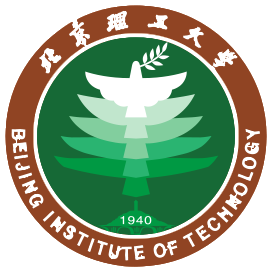 北京理工大学
1940
BEIJING INSTITUTE OF TECHNOLOGY